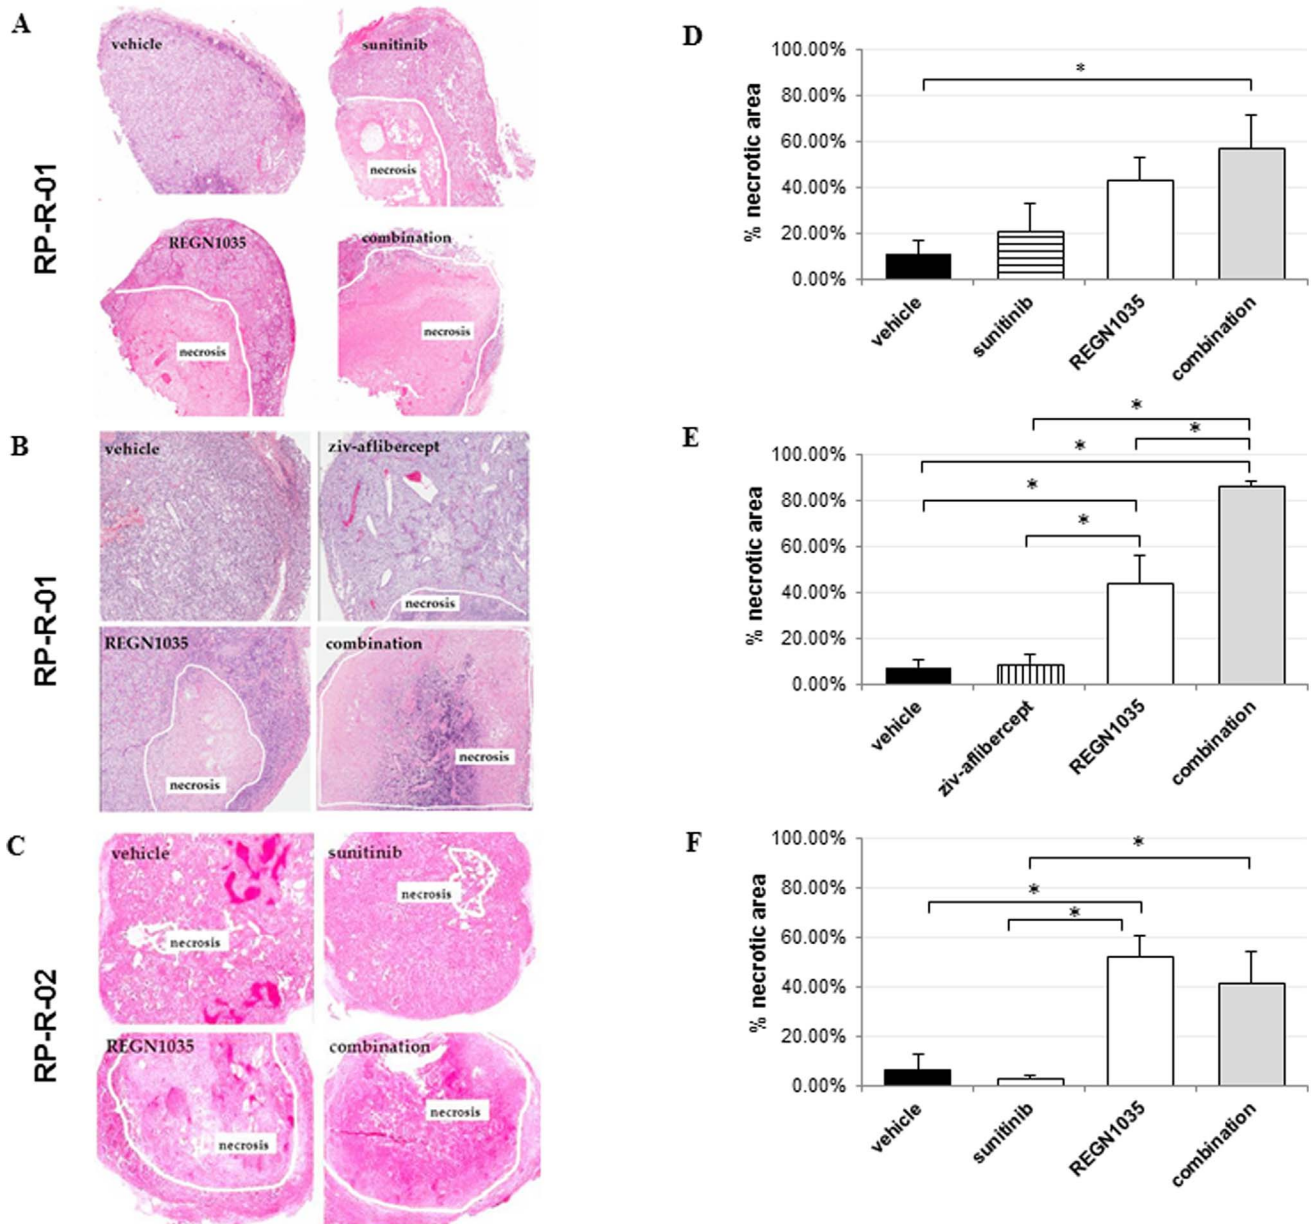 A
RP-R-01
vehicle
sunitinib
necrosis
REGN1035
combination
necrosis
necrosis
B
RP-R-01
vehicle
ziv-aflibercept
necrosis
REGN1035
combination
necrosis
necrosis
C
RP-R-02
vehicle
sunitinib
necrosis
necrosis
REGN1035
combination
necrosis
necrosis
D
% necrotic area
100.00%
80.00%
60.00%
40.00%
20.00%
0.00%
*
vehicle
sunitinib
REGN1035
combination
E
% necrotic area
100.00%
80.00%
60.00%
40.00%
20.00%
0.00%
*
*
*
*
*
vehicle
ziv-aflibercept
REGN1035
combination
F
% necrotic area
100.00%
80.00%
60.00%
40.00%
20.00%
0.00%
*
*
*
vehicle
sunitinib
REGN1035
combination